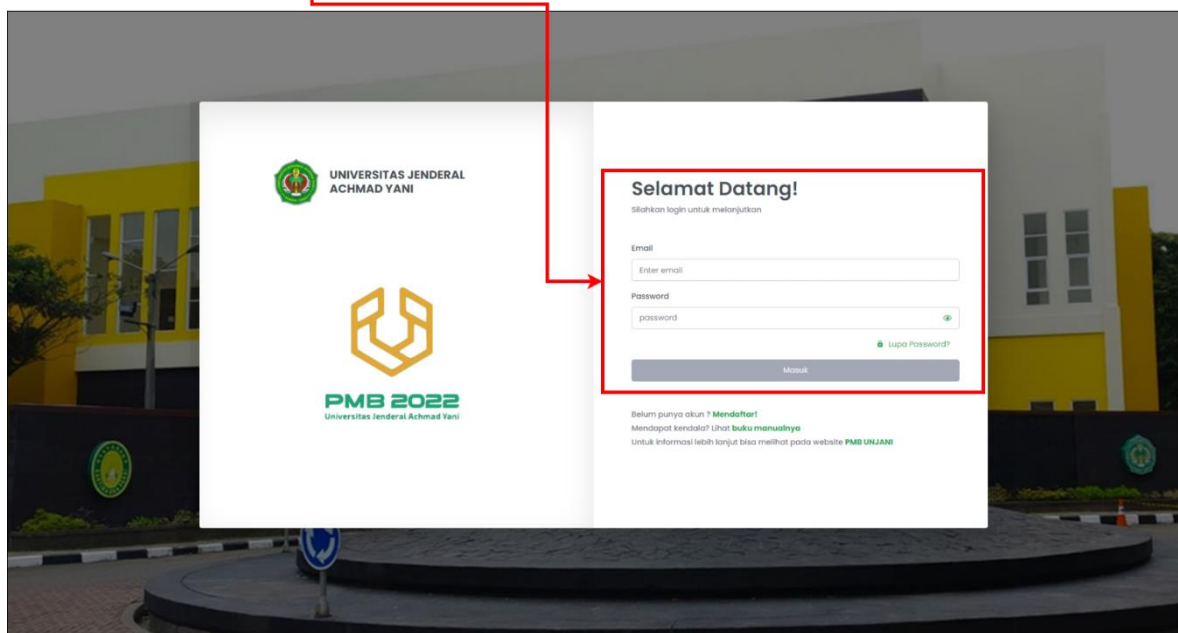 UNIVERSITAS JENDERAL
ACHMAD YANI
PMB 2022
Universitas Jenderal Achmad Yani
Selamat Datang!
Silahkan login untuk melanjutkan
Email
Enter email
Password
password
Lupa Password?
Masuk
Belum punya akun ? Mendaftar!
Mendapat kendala? Lihat buku manualnya
Untuk informasi lebih lanjut bisa melihat pada website PMB UNJANI